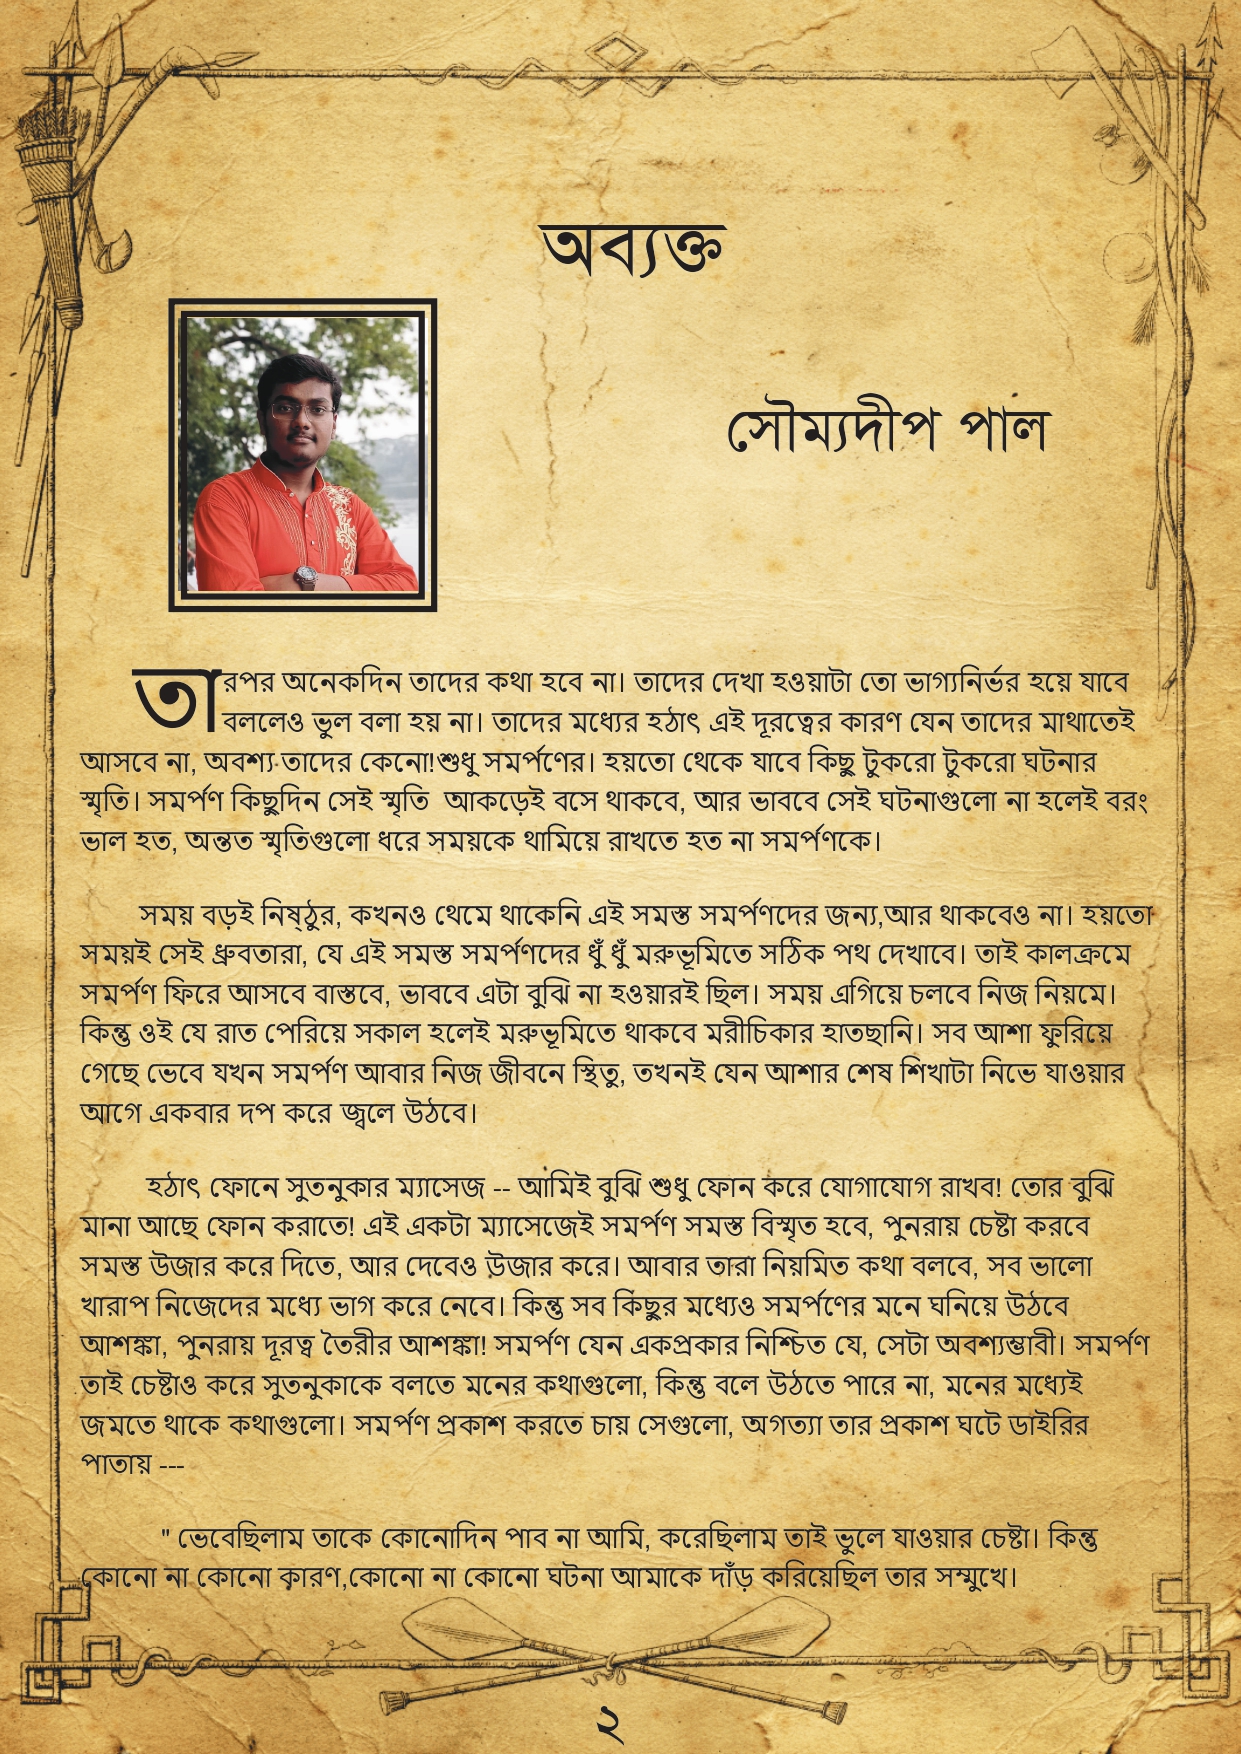 অব্যক্ত
সৌম্যদীপ পাল
তারপর অনেকদিন তাদের কথা হবে না। তাদের দেখা হওয়াটা তো ভাগ্যনির্ভর হয়ে যাবে
বললেও ভুল বলা হয় না। তাদের মধ্যের হঠাৎ এই দূরত্বের কারণ যেন তাদের মাথাতেই
আসবে না, অবশ্য তাদের কেনো!শুধু সমর্পণের। হয়তো থেকে যাবে কিছু টুকরো টুকরো ঘটনার
স্মৃতি। সমর্পণ কিছুদিন সেই স্মৃতি আকড়েই বসে থাকবে, আর ভাববে সেই ঘটনাগুলো না হলেই বরং
ভাল হত, অন্তত স্মৃতিগুলো ধরে সময়কে থামিয়ে রাখতে হত না সমর্পণকে।
সময় বড়ই নিষ্ঠুর, কখনও থেমে থাকেনি এই সমস্ত সমর্পণদের জন্য,আর থাকবেও না। হয়তো
সময়ই সেই ধ্রুবতারা, যে এই সমস্ত সমর্পণদের ধুঁ ধুঁ মরুভূমিতে সঠিক পথ দেখাবে। তাই কালক্রমে
সমর্পণ ফিরে আসবে বাস্তবে, ভাববে এটা বুঝি না হওয়ারই ছিল। সময় এগিয়ে চলবে নিজ নিয়মে।
কিন্তু ওই যে রাত পেরিয়ে সকাল হলেই মরুভূমিতে থাকবে মরীচিকার হাতছানি। সব আশা ফুরিয়ে
গেছে ভেবে যখন সমর্পণ আবার নিজ জীবনে স্থিতু, তখনই যেন আশার শেষ শিখাটা নিভে যাওয়ার
আগে একবার দপ করে জ্বলে উঠবে।
হঠাৎ ফোনে সুতনুকার ম্যাসেজ -- আমিই বুঝি শুধু ফোন করে যোগাযোগ রাখব! তোর বুঝি
মানা আছে ফোন করাতে! এই একটা ম্যাসেজেই সমর্পণ সমস্ত বিস্মৃত হবে, পুনরায় চেষ্টা করবে
সমস্ত উজার করে দিতে, আর দেবেও উজার করে। আবার তারা নিয়মিত কথা বলবে, সব ভালো
খারাপ নিজেদের মধ্যে ভাগ করে নেবে। কিন্তু সব কিছুর মধ্যেও সমর্পণের মনে ঘনিয়ে উঠবে
আশঙ্কা, পুনরায় দূরত্ব তৈরীর আশঙ্কা! সমর্পণ যেন একপ্রকার নিশ্চিত যে, সেটা অবশ্যম্ভাবী। সমর্পণ
তাই চেষ্টাও করে সুতনুকাকে বলতে মনের কথাগুলো, কিন্তু বলে উঠতে পারে না, মনের মধ্যেই
জমতে থাকে কথাগুলো। সমর্পণ প্রকাশ করতে চায় সেগুলো, অগত্যা তার প্রকাশ ঘটে ডাইরির
পাতায় ---
" ভেবেছিলাম তাকে কোনোদিন পাব না আমি, করেছিলাম তাই ভুলে যাওয়ার চেষ্টা। কিন্তু
কোনো না কোনো কারণ,কোনো না কোনো ঘটনা আমাকে দাঁড় করিয়েছিল তার সম্মুখে।
২